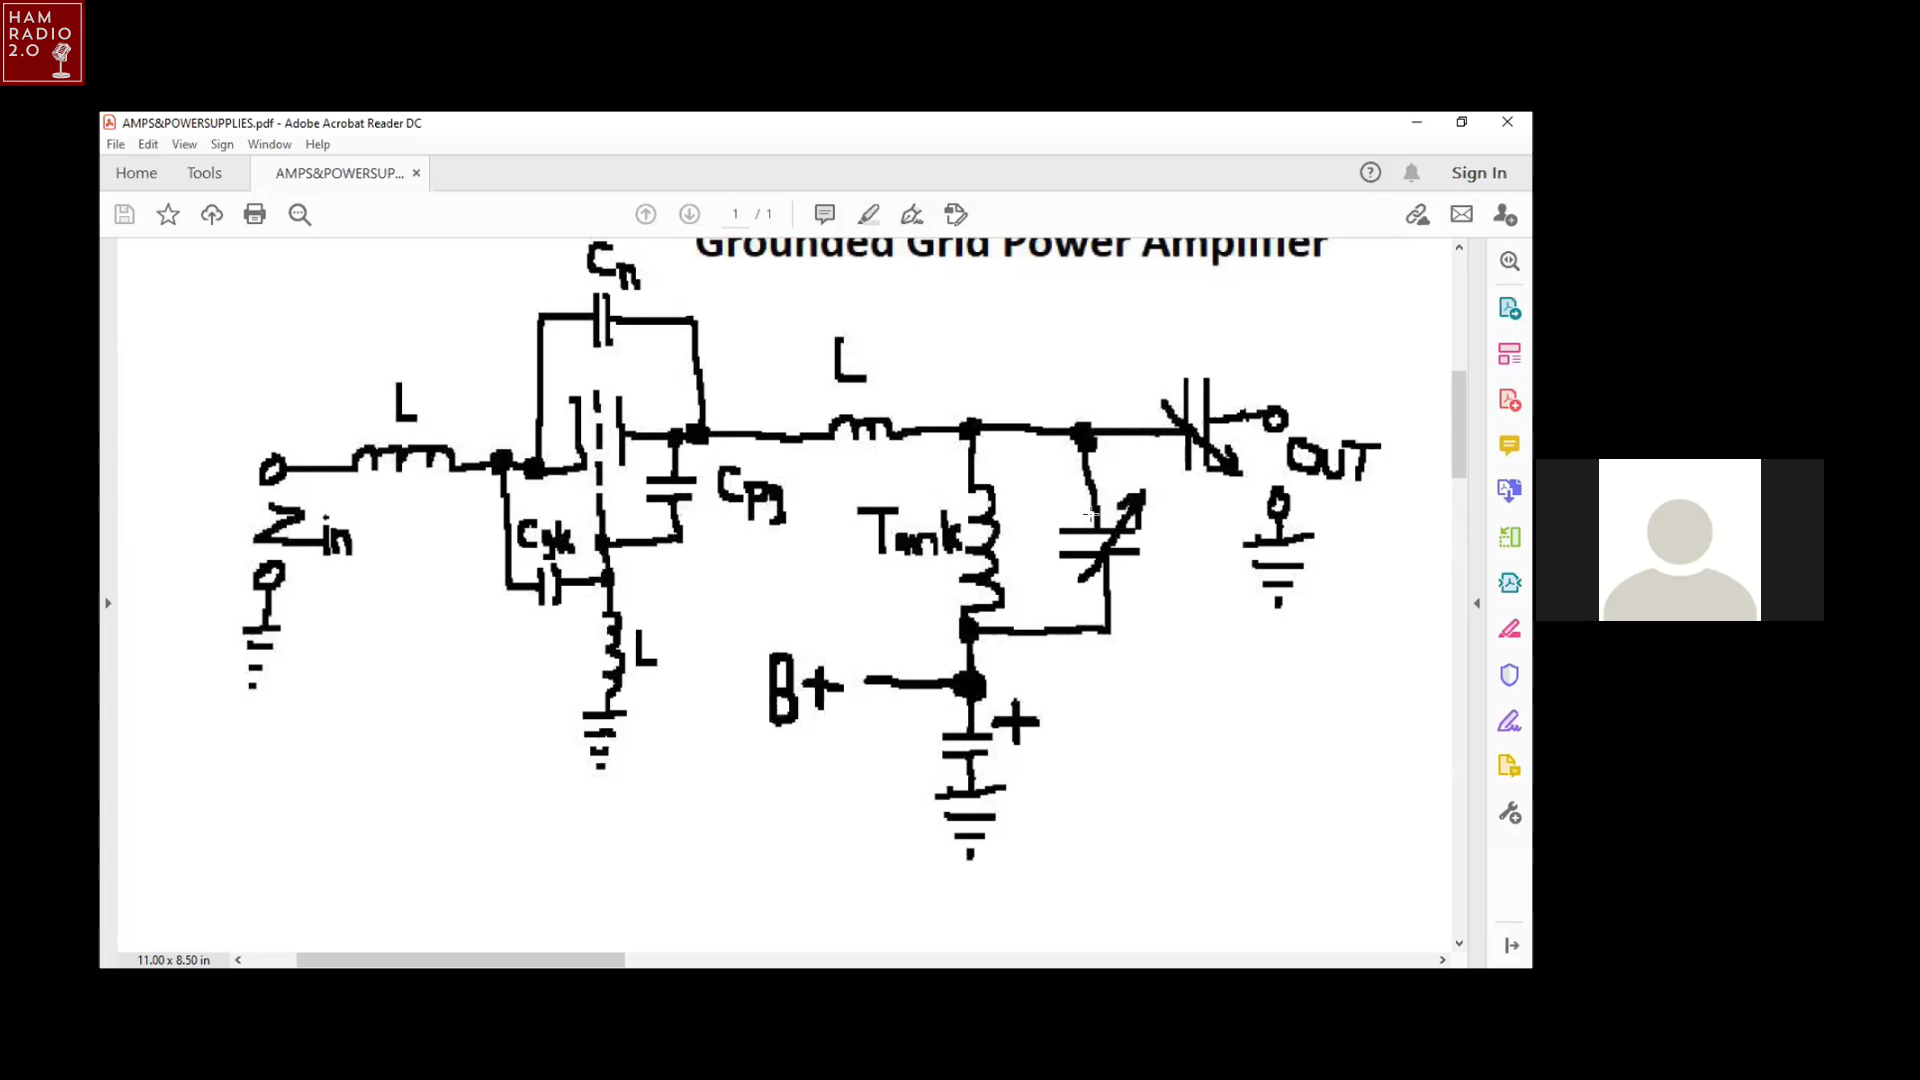 HAM
RADIO
2.0
AMPS&POWERSUPPLIES.pdf - Adobe Acrobat Reader DC
File Edit View Sign Window Help
Home Tools AMPS&POWERSUP... × Sign In
1 / 1
Grounded Grid Power Amplifier
Cn
L
L
Cpg
OUT
Zin
Cgk
Tank
L
B+
+
11.00 x 8.50 in